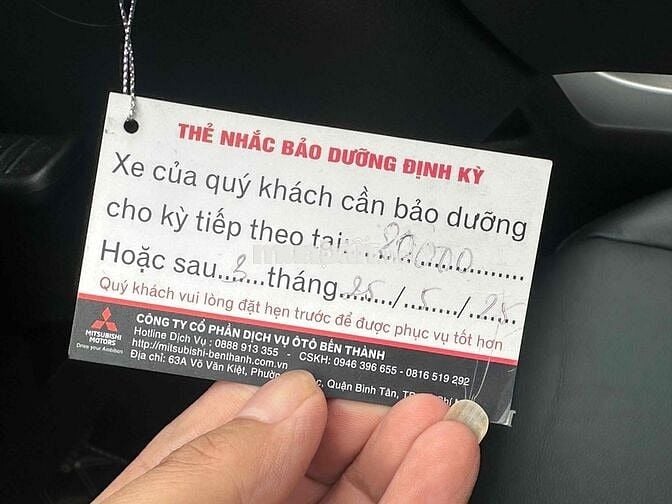 THẺ NHẮC BẢO DƯỠNG ĐỊNH KỲ
Xe của quý khách cần bảo dưỡng
cho kỳ tiếp theo tại:...20000...
Hoặc sau..3...tháng 25./.5../.25
Quý khách vui lòng đặt hẹn trước để được phục vụ tốt hơn
MITSUBISHI
MOTORS
Drive your Ambition
CÔNG TY CỔ PHẦN DỊCH VỤ ÔTÔ BẾN THÀNH
Hotline Dịch Vụ : 0888 913 355 - CSKH: 0946 396 655 - 0816 519 292
http://mitsubishi-benthanh.com.vn
Địa chỉ: 63A Võ Văn Kiệt, Phường Quận Bình Tân,